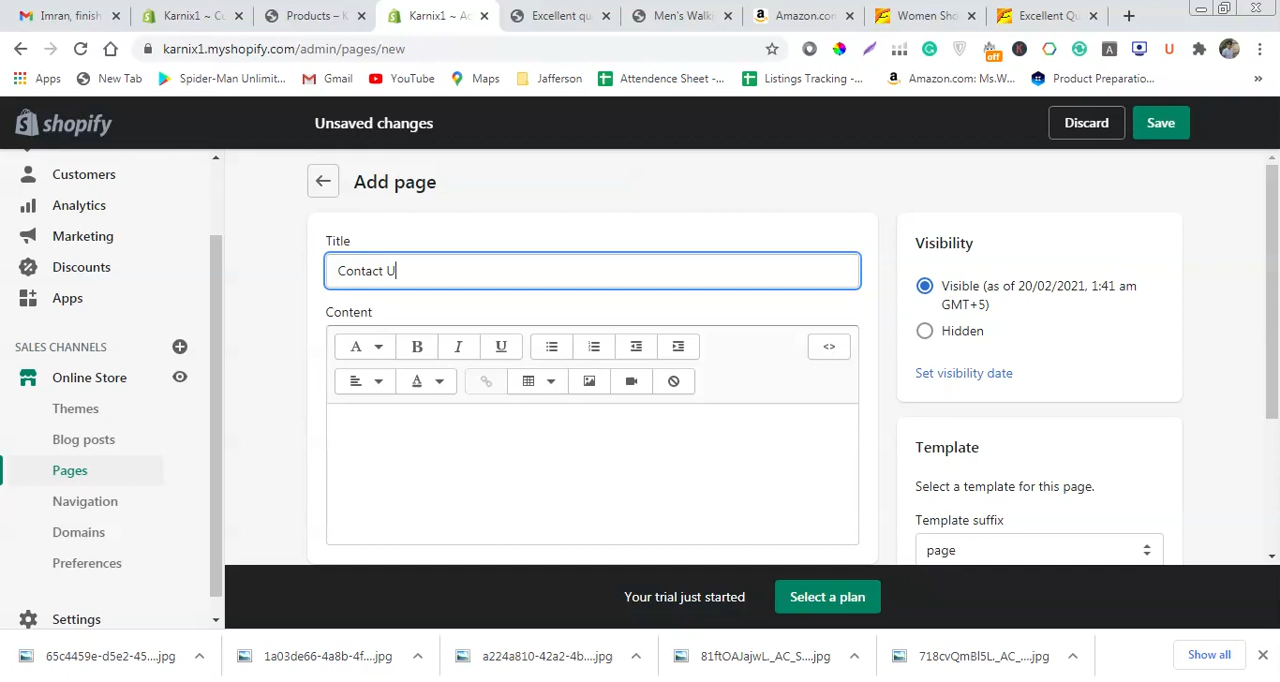 Imran, finish
Karnix1 ~ Cu
Products – K
Karnix1 ~ Ac
Excellent qu
Men's Walki
Amazon.com
Women Sho
Excellent Qu
karnix1.myshopify.com/admin/pages/new
off
Apps
New Tab
Spider-Man Unlimit...
Gmail
YouTube
Maps
Jafferson
Attendence Sheet -...
Listings Tracking -...
Amazon.com: Ms.W...
Product Preparatio...
shopify
Unsaved changes
Discard
Save
Customers
Analytics
Marketing
Discounts
Apps
SALES CHANNELS
Online Store
Themes
Blog posts
Pages
Navigation
Domains
Preferences
Settings
Add page
Title
Contact U
Content
A
B
I
U
<>
A
Visibility
Visible (as of 20/02/2021, 1:41 am
GMT+5)
Hidden
Set visibility date
Template
Select a template for this page.
Template suffix
page
Your trial just started
Select a plan
65c4459e-d5e2-45....jpg
1a03de66-4a8b-4f....jpg
a224a810-42a2-4b....jpg
81ftOAJajwL._AC_S....jpg
718cvQmBl5L._AC_....jpg
Show all